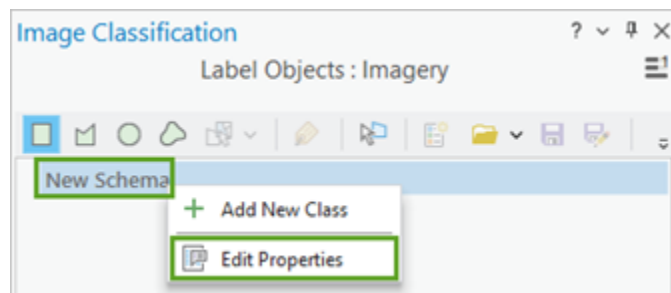 Image Classification
Label Objects : Imagery
New Schema
Add New Class
Edit Properties